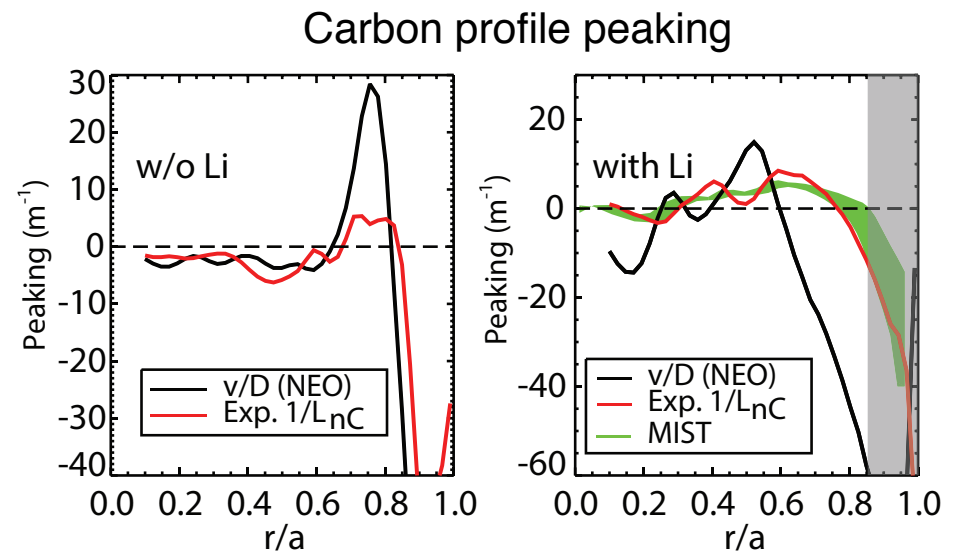 Carbon profile peaking
30
20
10
0
-10
-20
-30
-40
Peaking (m⁻¹)
w/o Li
v/D (NEO)
Exp. 1/LnC
0.0 0.2 0.4 0.6 0.8 1.0
r/a
20
0
-20
-40
-60
Peaking (m⁻¹)
with Li
v/D (NEO)
Exp. 1/LnC
MIST
0.0 0.2 0.4 0.6 0.8 1.0
r/a